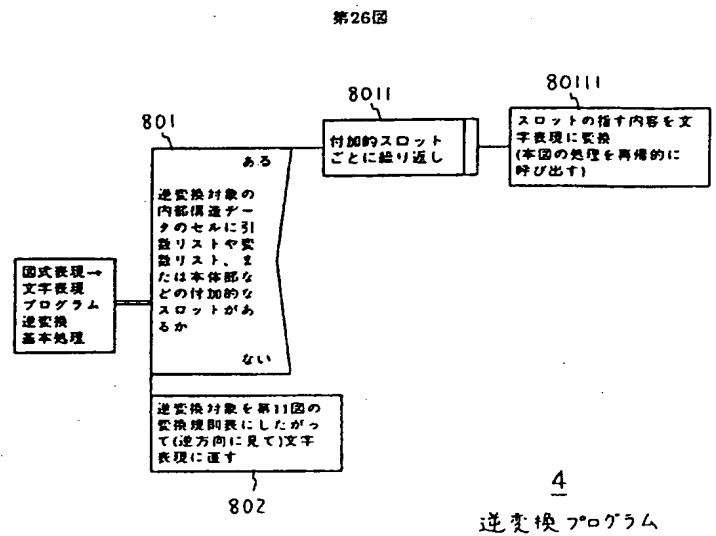 第26図
801
8011
80111
ある
逆変換対象の
内部構造デー
タのセルに引
数リストや変
数リスト、ま
たは本体部な
どの付加的な
スロットがあ
るか
ない
付加的スロット
ごとに繰り返し
スロットの指す内容を文
字表現に変換
(本図の処理を再帰的に
呼び出す)
図式表現→
文字表現
プログラム
逆変換
基本処理
逆変換対象を第11図の
変換規則表にしたがっ
て(逆方向に見て)文字
表現に直す
802
4
逆変換プログラム